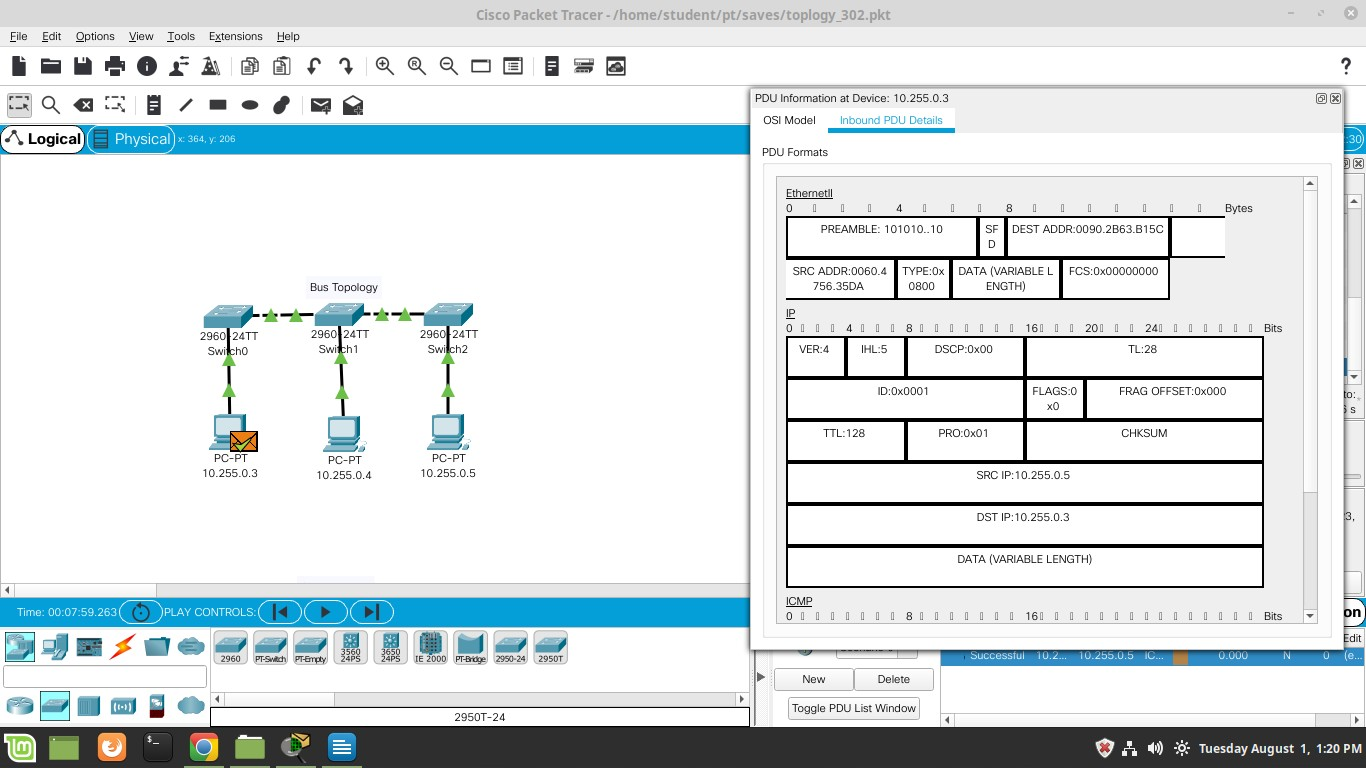 Cisco Packet Tracer - /home/student/pt/saves/toplogy_302.pkt
File Edit Options View Tools Extensions Help
Logical Physical x: 364, y: 206
PDU Information at Device: 10.255.0.3
OSI Model Inbound PDU Details
PDU Formats
EthernetII
0 4 8 Bytes
PREAMBLE: 101010..10 SF DEST ADDR:0090.2B63.B15C
D
SRC ADDR:0060.4 TYPE:0x DATA (VARIABLE L FCS:0x00000000
756.35DA 0800 ENGTH)
IP
0 4 8 16 20 24 Bits
VER:4 IHL:5 DSCP:0x00 TL:28
ID:0x0001 FLAGS:0 FRAG OFFSET:0x000
x0
TTL:128 PRO:0x01 CHKSUM
SRC IP:10.255.0.5
DST IP:10.255.0.3
DATA (VARIABLE LENGTH)
ICMP
0 8 16 Bits
Bus Topology
2960-24TT 2960-24TT 2960-24TT
Switch0 Switch1 Switch2
PC-PT PC-PT PC-PT
10.255.0.3 10.255.0.4 10.255.0.5
:30)
to:
s
3,
Time: 00:07:59.263 PLAY CONTROLS:
on
Edit
2960 PT-Switch PT-Empty 3560 24PS 3650 24PS IE 2000 PT-Bridge 2950-24 2950T
Successful 10.2... 10.255.0.5 IC... 0.000 N 0 (e...
New Delete
Toggle PDU List Window
2950T-24
Tuesday August 1, 1:20 PM